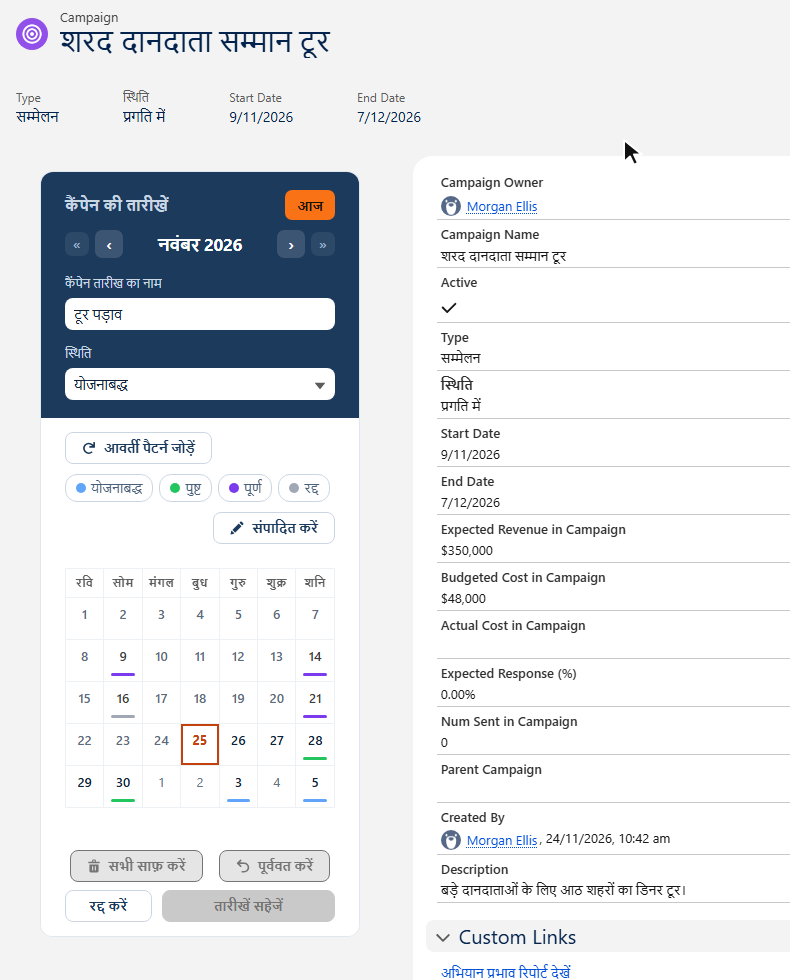 Campaign
शरद दानदाता सम्मान टूर
Type
सम्मेलन
स्थिति
प्रगति में
Start Date
9/11/2026
End Date
7/12/2026
कैंपेन की तारीखें
आज
« ‹ नवंबर 2026 › »
कैंपेन तारीख का नाम
टूर पड़ाव
स्थिति
योजनाबद्ध
आवर्ती पैटर्न जोड़ें
योजनाबद्ध पुष्ट पूर्ण रद्द
संपादित करें
रवि सोम मंगल बुध गुरु शुक्र शनि
1 2 3 4 5 6 7
8 9 10 11 12 13 14
15 16 17 18 19 20 21
22 23 24 25 26 27 28
29 30 1 2 3 4 5
सभी साफ़ करें पूर्ववत करें
रद्द करें तारीखें सहेजें
Campaign Owner
Morgan Ellis
Campaign Name
शरद दानदाता सम्मान टूर
Active
Type
सम्मेलन
स्थिति
प्रगति में
Start Date
9/11/2026
End Date
7/12/2026
Expected Revenue in Campaign
$350,000
Budgeted Cost in Campaign
$48,000
Actual Cost in Campaign
Expected Response (%)
0.00%
Num Sent in Campaign
0
Parent Campaign
Created By
Morgan Ellis, 24/11/2026, 10:42 am
Description
बड़े दानदाताओं के लिए आठ शहरों का डिनर टूर।
Custom Links
अभियान प्रभाव रिपोर्ट देखें